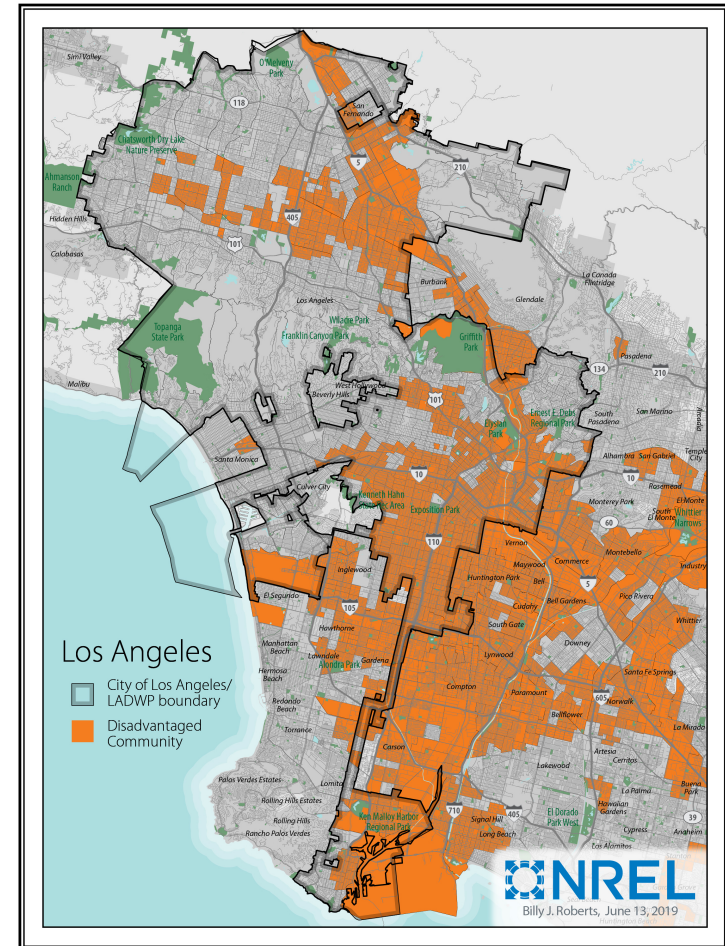 Simi Valley
O'Melveny
Park
118
San
Fernando
Chatsworth Dry Lake
Nature Preserve
5
210
Ahmanson
Ranch
405
Hidden Hills
101
Calabasas
Burbank
La Canada
Flintridge
Los Angeles
Glendale
Topanga
State Park
Wilacre Park
Franklin Canyon Park
Griffith
Park
Pasadena
134
210
Malibu
West Hollywood
Beverly Hills
101
Ernest E. Debs
Regional Park
South
Pasadena
San Marino
Arcadia
Elysian
Park
Santa Monica
10
Alhambra
San Gabriel
Temple
City
Rosemead
10
Culver City
Kenneth Hahn
State Rec Area
Exposition Park
Monterey Park
El Monte
South
El Monte
Whittier
Narrows
60
110
Vernon
Montebello
Maywood
Commerce
Industry
Inglewood
Huntington Park
Bell
5
El Segundo
105
Cudahy
Bell Gardens
Pico Rivera
Whittier
Hawthorne
South Gate
Downey
Manhattan
Beach
Lawndale
Alondra Park
Gardena
Lynwood
Santa Fe Springs
Hermosa
Beach
Compton
Paramount
605
Norwalk
Redondo
Beach
Bellflower
La Mirada
Torrance
Carson
Artesia
Cerritos
Lakewood
Buena
Park
Palos Verdes Estates
Lomita
La Palma
Rolling Hills Estates
Hawaiian
Gardens
39
Rolling Hills
Ken Malloy Harbor
Regional Park
710
Signal Hill
405
El Dorado
Park West
Cypress
Anaheim
Rancho Palos Verdes
Long Beach
Los Alamitos
Los Angeles
City of Los Angeles/
LADWP boundary
Disadvantaged
Community
NREL
Billy J. Roberts, June 13, 2019